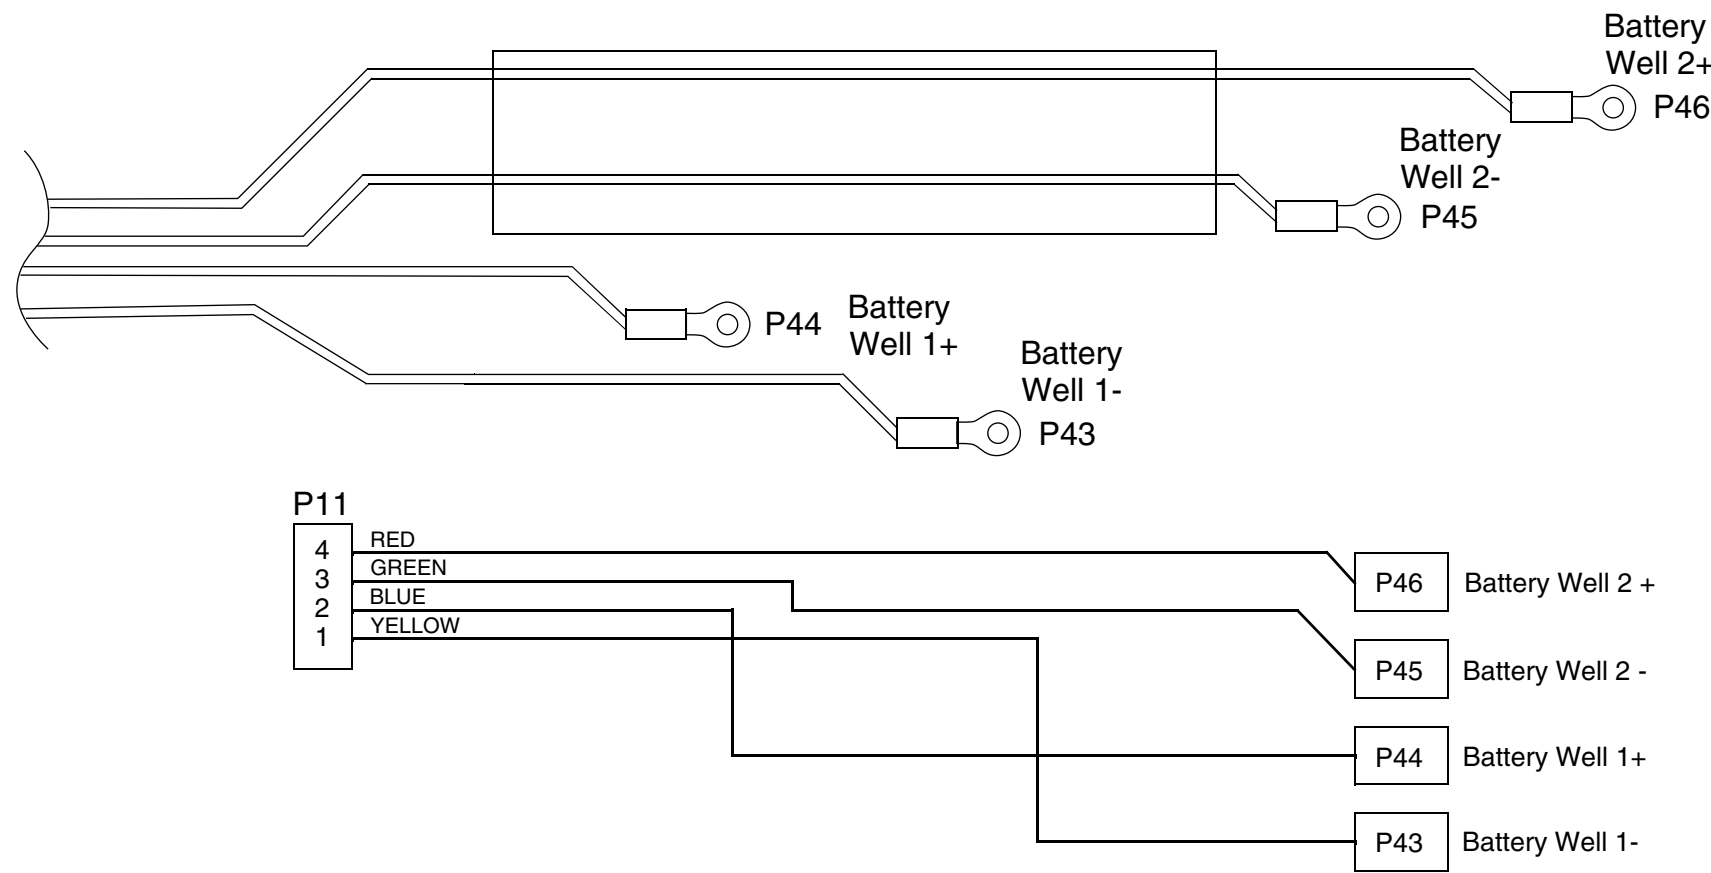 Battery
Well 2+
P46
Battery
Well 2-
P45
P44
Battery
Well 1+
Battery
Well 1-
P43
P11
4
RED
3
GREEN
2
BLUE
1
YELLOW
P46
Battery Well 2 +
P45
Battery Well 2 -
P44
Battery Well 1+
P43
Battery Well 1-